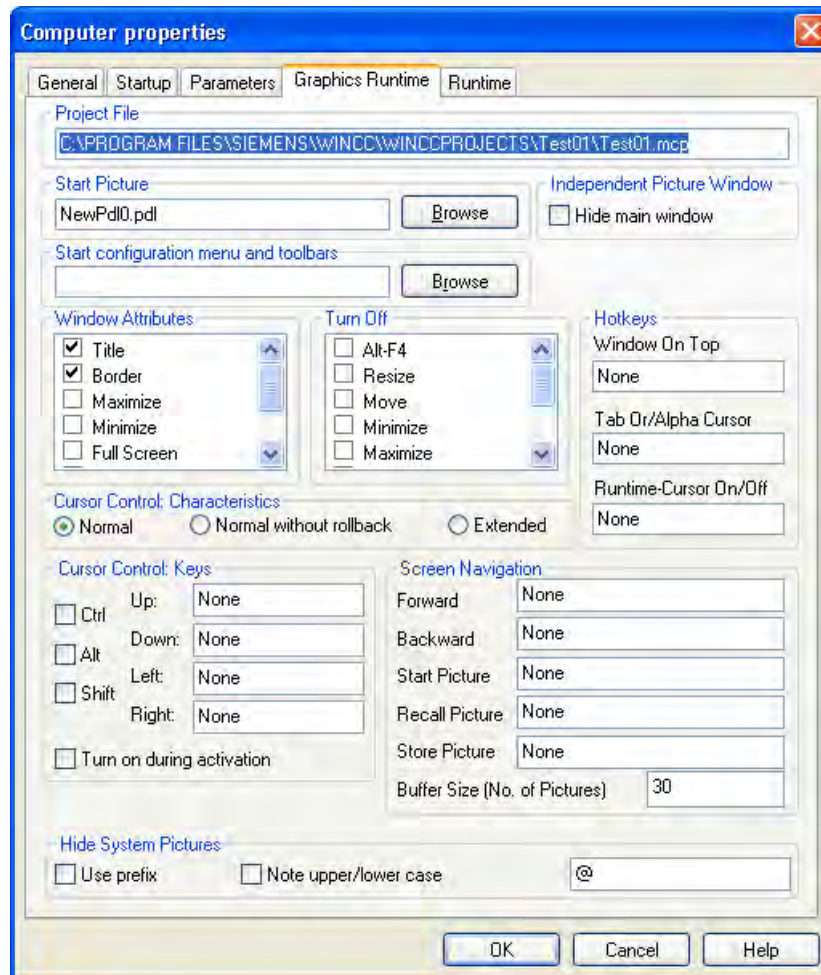 Computer properties
General Startup Parameters Graphics Runtime Runtime
Project File
C:\PROGRAM FILES\SIEMENS\WINCC\WINCCPROJECTS\Test01\Test01.mcp
Start Picture Independent Picture Window
NewPdl0.pdl Browse Hide main window
Start configuration menu and toolbars
Browse
Window Attributes Turn Off Hotkeys
Title Alt-F4 Window On Top
Border Resize None
Maximize Move
Minimize Minimize Tab Or/Alpha Cursor
Full Screen Maximize None
Cursor Control: Characteristics Runtime-Cursor On/Off
Normal Normal without rollback Extended None
Cursor Control: Keys Screen Navigation
Ctrl Up: None Forward None
Alt Down: None Backward None
Shift Left: None Start Picture None
Right: None Recall Picture None
Turn on during activation Store Picture None
Buffer Size (No. of Pictures) 30
Hide System Pictures
Use prefix Note upper/lower case @
OK Cancel Help